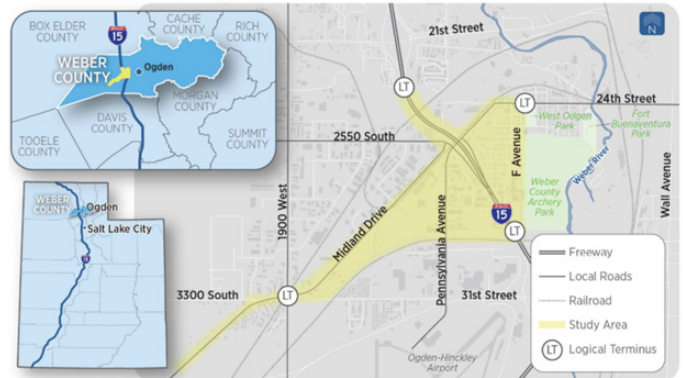 BOX ELDER
COUNTY
CACHE
COUNTY
RICH
COUNTY
15
WEBER
COUNTY
Ogden
MORGAN
COUNTY
DAVIS
COUNTY
TOOELE
COUNTY
SUMMIT
COUNTY
WEBER
COUNTY
Ogden
Salt Lake City
21st Street
N
LT
LT
24th Street
West Ogden
Park
Fort
Buenaventura
Park
2550 South
F Avenue
Weber River
Weber
County
Archery
Park
Wall Avenue
1900 West
Midland Drive
Pennsylvania Avenue
15
LT
3300 South
LT
31st Street
Ogden-Hinckley
Airport
Freeway
Local Roads
Railroad
Study Area
LT Logical Terminus